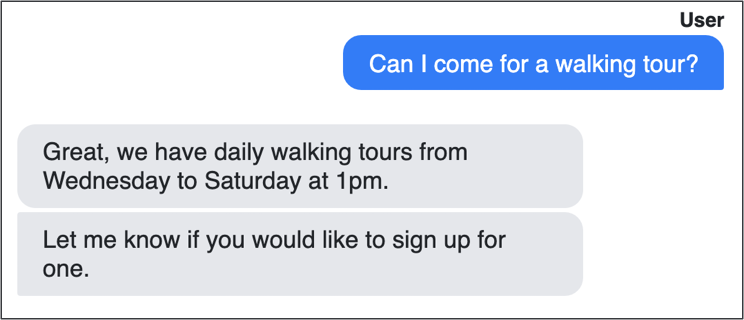 User
Can I come for a walking tour?
Great, we have daily walking tours from
Wednesday to Saturday at 1pm.
Let me know if you would like to sign up for
one.